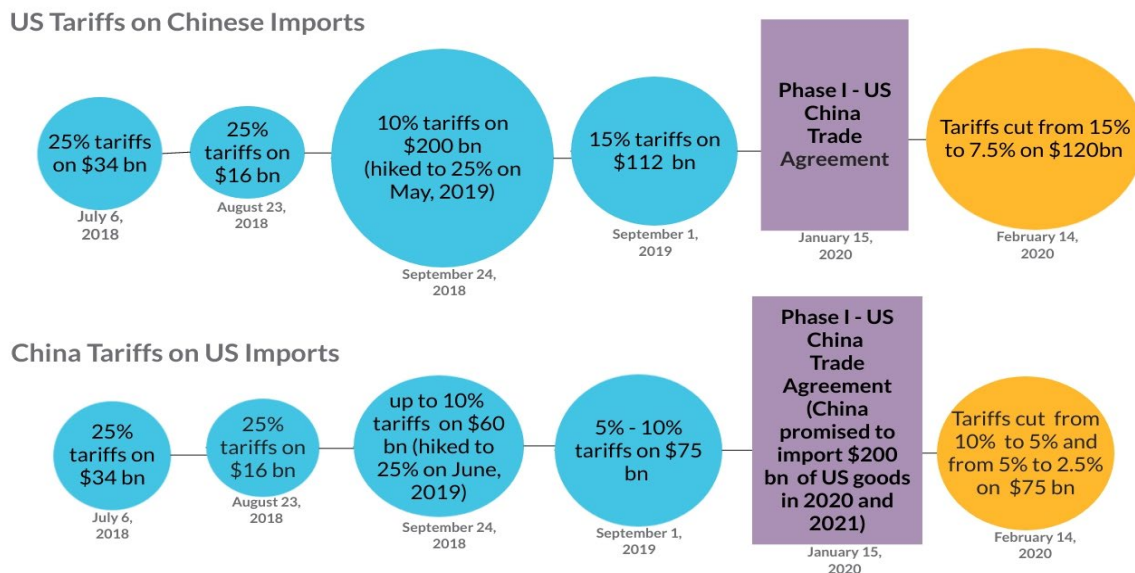 US Tariffs on Chinese Imports
25% tariffs
on $34 bn
July 6,
2018
25%
tariffs on
$16 bn
August 23,
2018
10% tariffs on
$200 bn
(hiked to 25% on
May, 2019)
September 24,
2018
15% tariffs on
$112 bn
September 1,
2019
Phase I - US
China
Trade
Agreement
January 15,
2020
Tariffs cut from 15%
to 7.5% on $120bn
February 14,
2020
China Tariffs on US Imports
25%
tariffs on
$34 bn
July 6,
2018
25%
tariffs on
$16 bn
August 23,
2018
up to 10%
tariffs on $60
bn (hiked to
25% on June,
2019)
September 24,
2018
5% - 10%
tariffs on $75
bn
September 1,
2019
Phase I - US
China
Trade
Agreement
(China
promised to
import $200
bn of US goods
in 2020 and
2021)
January 15,
2020
Tariffs cut from
10% to 5% and
from 5% to 2.5%
on $75 bn
February 14,
2020